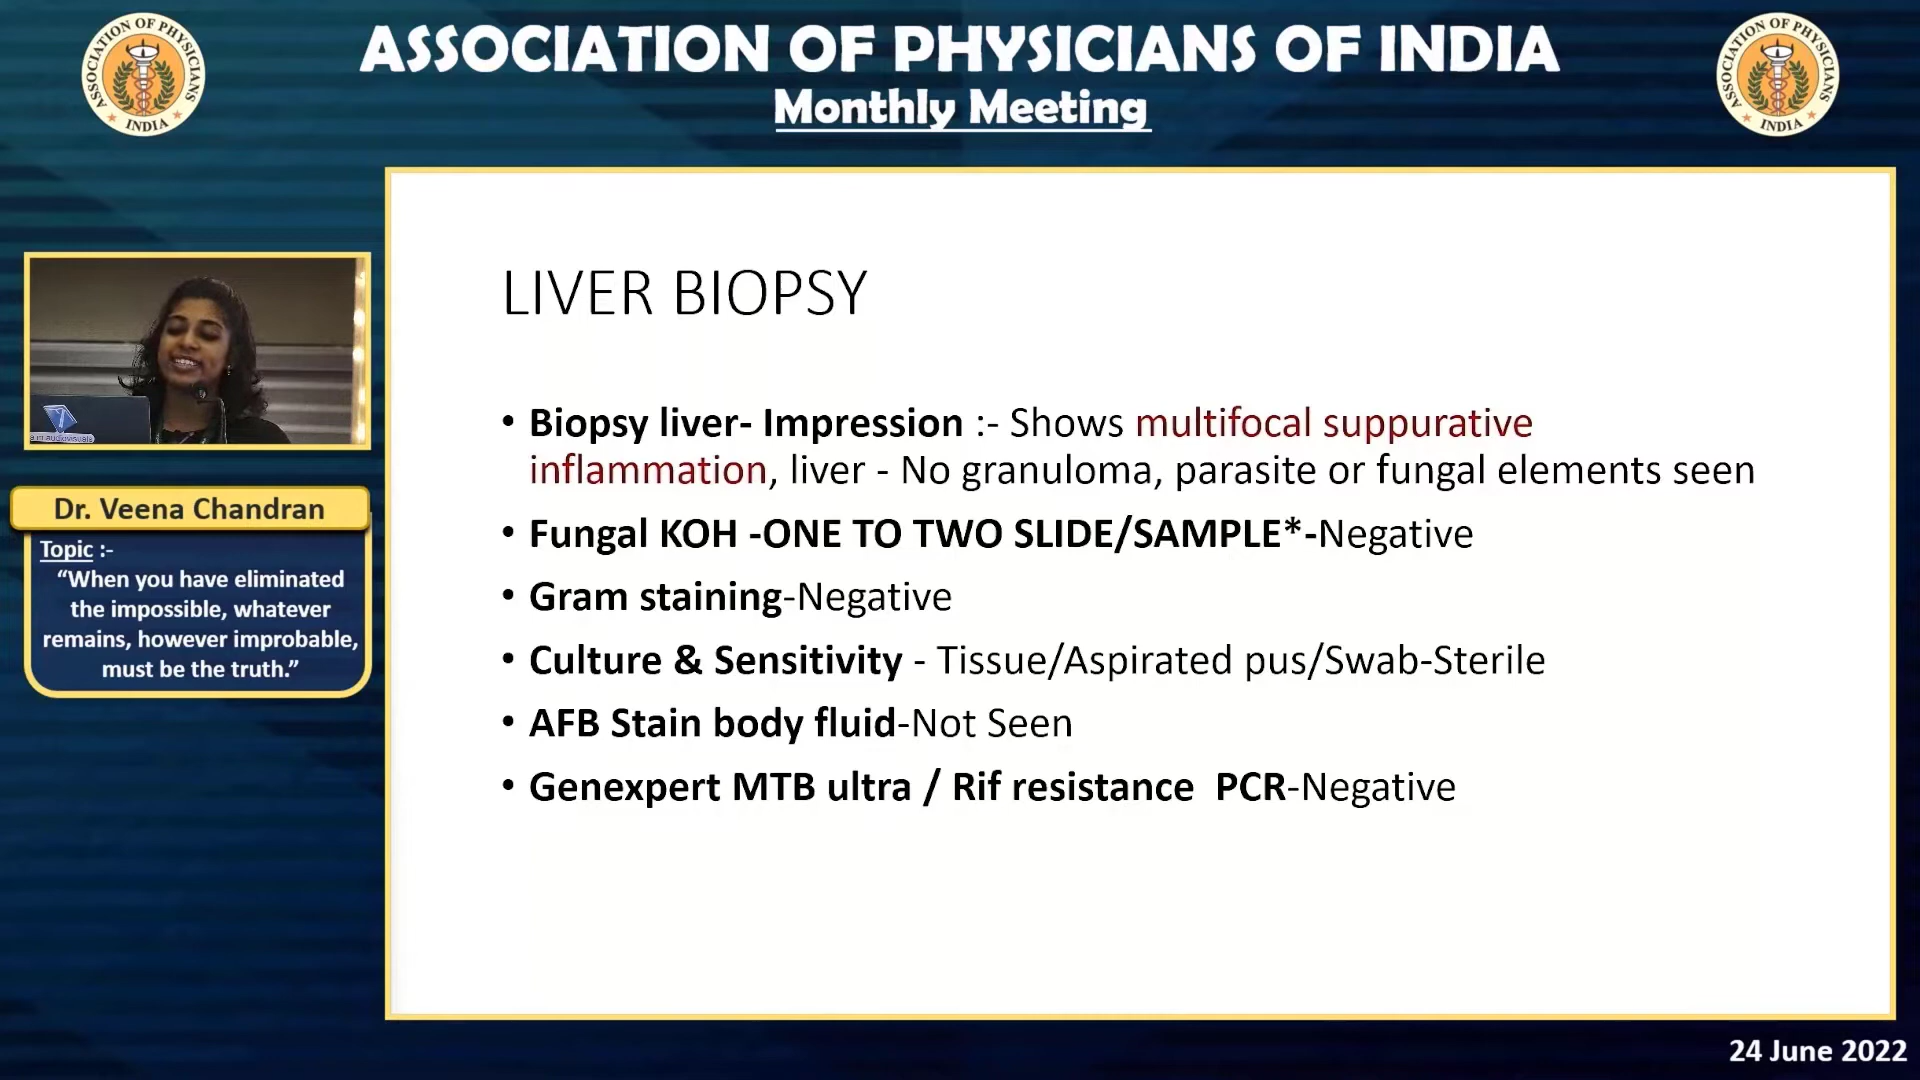 ASSOCIATION OF PHYSICIANS OF INDIA
Monthly Meeting
ASSOCIATION OF PHYSICIANS
INDIA
ASSOCIATION OF PHYSICIANS
INDIA
LIVER BIOPSY
• Biopsy liver- Impression :- Shows multifocal suppurative
inflammation, liver - No granuloma, parasite or fungal elements seen
• Fungal KOH -ONE TO TWO SLIDE/SAMPLE*-Negative
• Gram staining-Negative
• Culture & Sensitivity - Tissue/Aspirated pus/Swab-Sterile
• AFB Stain body fluid-Not Seen
• Genexpert MTB ultra / Rif resistance PCR-Negative
Dr. Veena Chandran
Topic :-
“When you have eliminated
the impossible, whatever
remains, however improbable,
must be the truth.”
24 June 2022